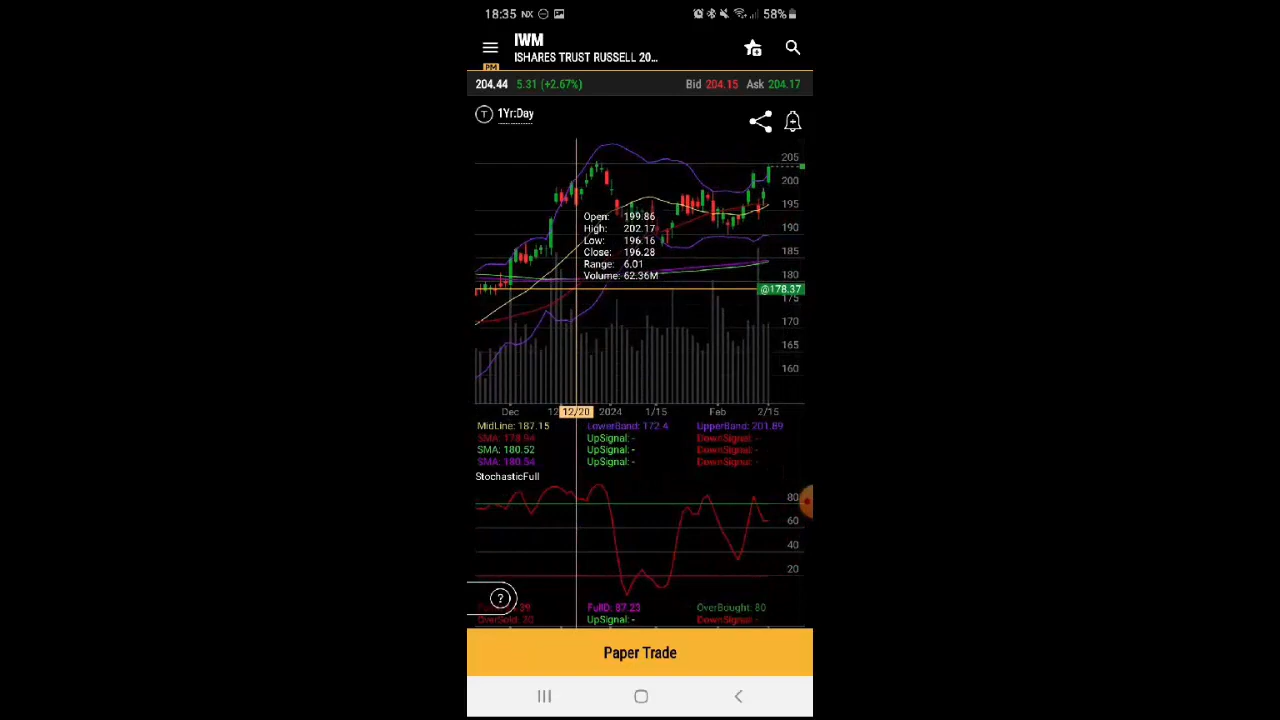 18:35 NX 58%
IWM
ISHARES TRUST RUSSELL 20...
PM
204.44 5.31 (+2.67%) Bid 204.15 Ask 204.17
T 1Yr:Day
205
200
195
190
185
180
@178.37
175
170
165
160
Open: 199.86
High: 202.17
Low: 196.16
Close: 196.28
Range: 6.01
Volume: 62.36M
Dec 12 12/20 2024 1/15 Feb 2/15
MidLine: 187.15 LowerBand: 172.4 UpperBand: 201.89
SMA: 178.94 UpSignal: - DownSignal: -
SMA: 180.52 UpSignal: - DownSignal: -
SMA: 180.54 UpSignal: - DownSignal: -
StochasticFull
80
60
40
20
? 39 FullD: 87.23 OverBought: 80
UpSignal: - DownSignal: -
Paper Trade